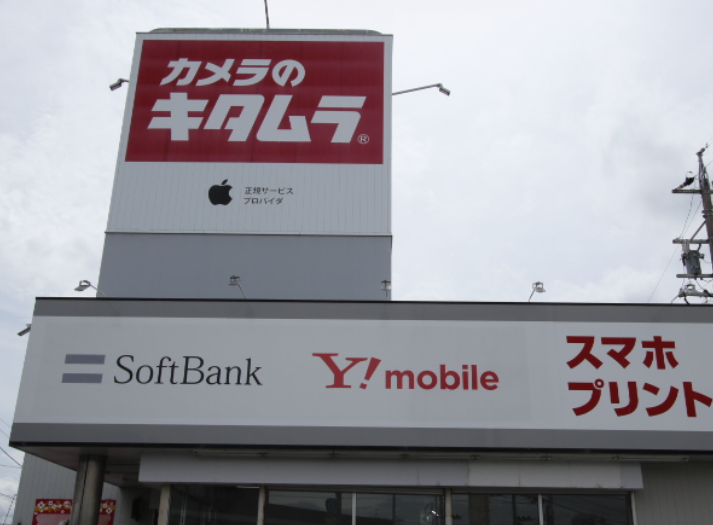 カメラの
キタムラ®
正規サービス
プロバイダ
SoftBank
Y!mobile
スマホ
プリント